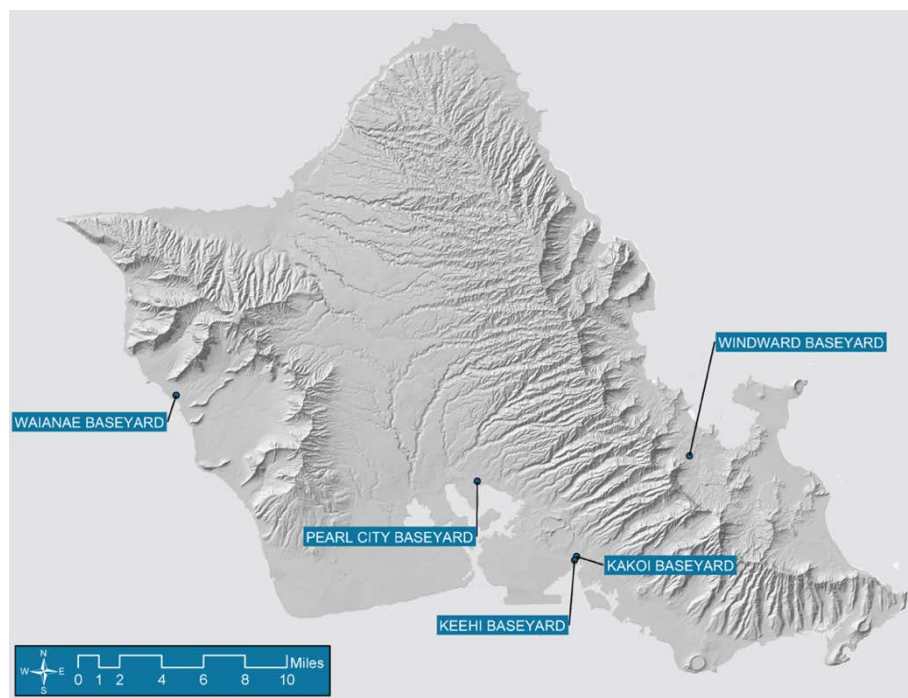 WINDWARD BASEYARD
WAIANAE BASEYARD
PEARL CITY BASEYARD
KAKOI BASEYARD
KEEHI BASEYARD
N
W E
S
Miles
0 1 2 4 6 8 10